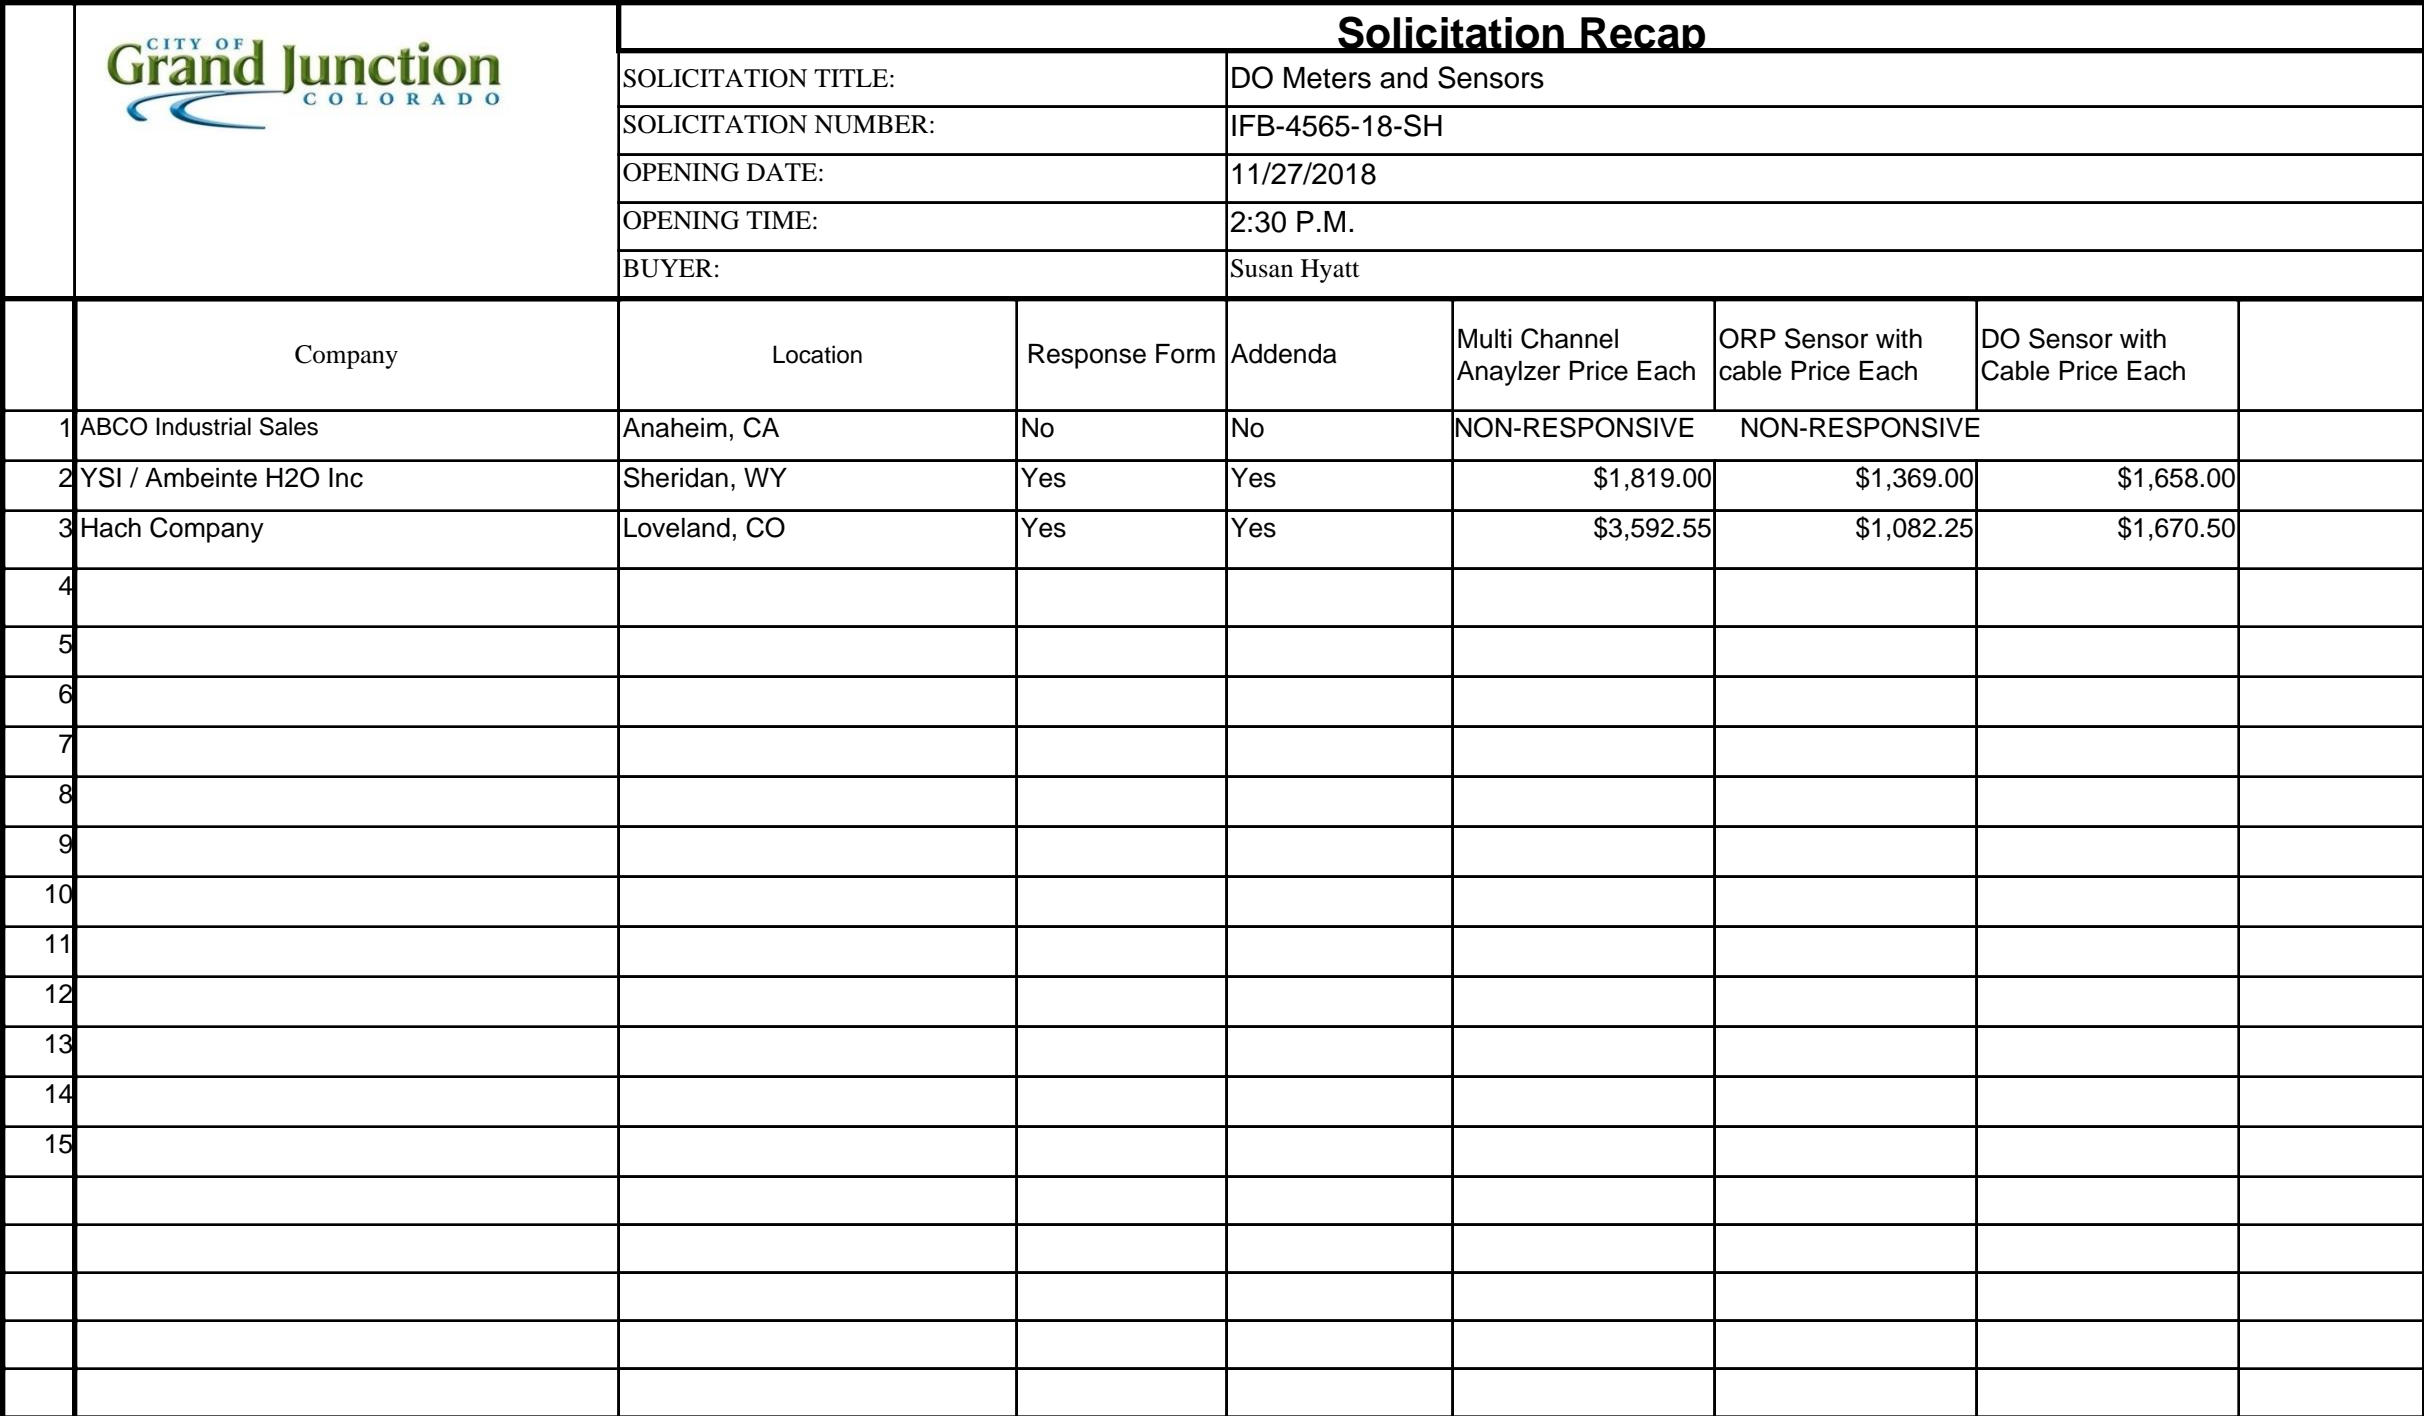 CITY OF
Grand Junction
COLORADO
Solicitation Recap
SOLICITATION TITLE: DO Meters and Sensors
SOLICITATION NUMBER: IFB-4565-18-SH
OPENING DATE: 11/27/2018
OPENING TIME: 2:30 P.M.
BUYER: Susan Hyatt
Company Location Response Form Addenda Multi Channel Anaylzer Price Each ORP Sensor with cable Price Each DO Sensor with Cable Price Each
1 ABCO Industrial Sales Anaheim, CA No No NON-RESPONSIVE NON-RESPONSIVE
2 YSI / Ambeinte H2O Inc Sheridan, WY Yes Yes $1,819.00 $1,369.00 $1,658.00
3 Hach Company Loveland, CO Yes Yes $3,592.55 $1,082.25 $1,670.50
4
5
6
7
8
9
10
11
12
13
14
15